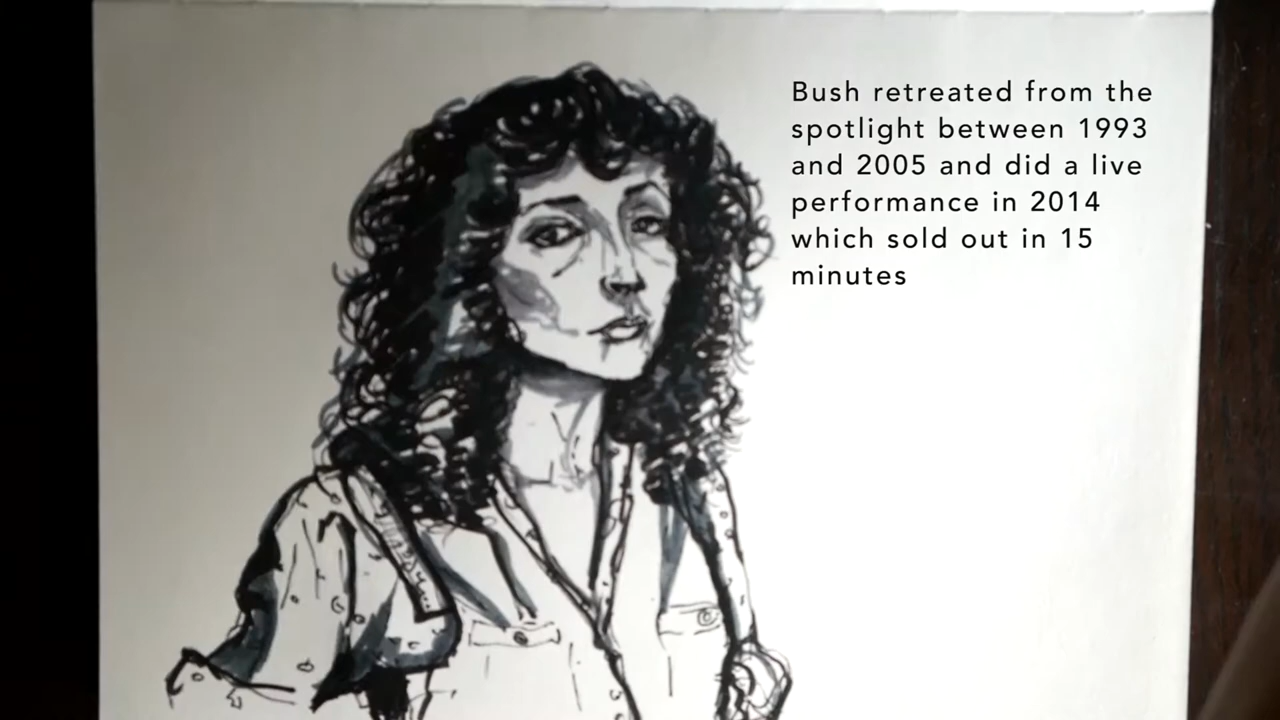 Bush retreated from the
spotlight between 1993
and 2005 and did a live
performance in 2014
which sold out in 15
minutes